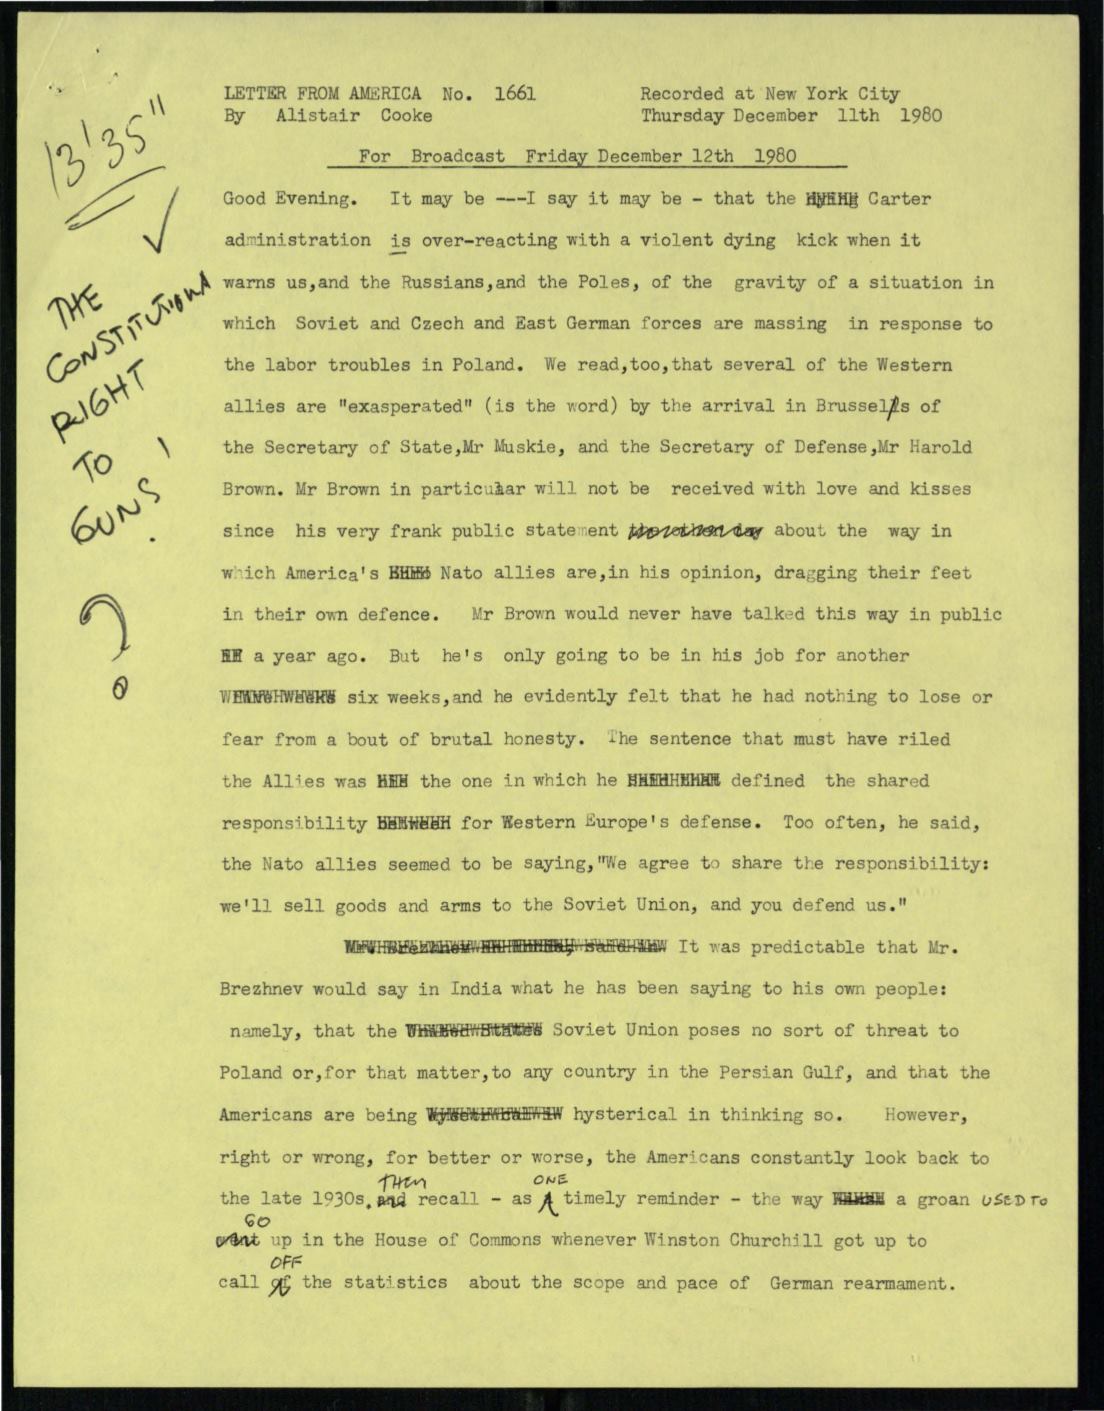 13'35"
THE
CONSTITUTIONAL
RIGHT
TO
GUNS!
?
LETTER FROM AMERICA No. 1661 Recorded at New York City
By Alistair Cooke Thursday December 11th 1980
For Broadcast Friday December 12th 1980
Good Evening. It may be ---I say it may be - that the Carter
administration is over-reacting with a violent dying kick when it
warns us,and the Russians,and the Poles, of the gravity of a situation in
which Soviet and Czech and East German forces are massing in response to
the labor troubles in Poland. We read,too,that several of the Western
allies are "exasperated" (is the word) by the arrival in Brussels of
the Secretary of State,Mr Muskie, and the Secretary of Defense,Mr Harold
Brown. Mr Brown in particular will not be received with love and kisses
since his very frank public statement about the way in
which America's Nato allies are,in his opinion, dragging their feet
in their own defence. Mr Brown would never have talked this way in public
a year ago. But he's only going to be in his job for another
six weeks,and he evidently felt that he had nothing to lose or
fear from a bout of brutal honesty. The sentence that must have riled
the Allies was the one in which he defined the shared
responsibility for Western Europe's defense. Too often, he said,
the Nato allies seemed to be saying,"We agree to share the responsibility:
we'll sell goods and arms to the Soviet Union, and you defend us."
It was predictable that Mr.
Brezhnev would say in India what he has been saying to his own people:
namely, that the Soviet Union poses no sort of threat to
Poland or,for that matter,to any country in the Persian Gulf, and that the
Americans are being hysterical in thinking so. However,
right or wrong, for better or worse, the Americans constantly look back to
the late 1930s. THEY recall - as ONE timely reminder - the way a groan USED TO
GO up in the House of Commons whenever Winston Churchill got up to
call OFF the statistics about the scope and pace of German rearmament.